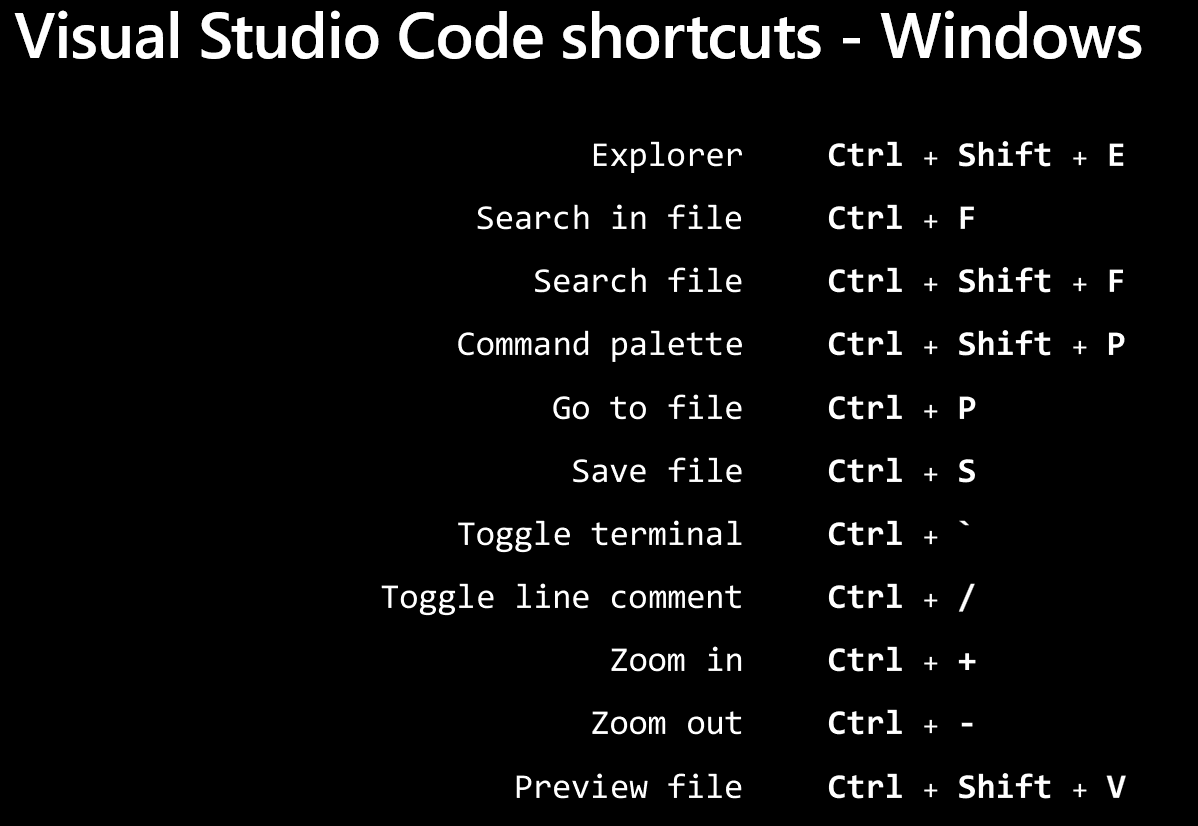 Visual Studio Code shortcuts - Windows
Explorer Ctrl + Shift + E
Search in file Ctrl + F
Search file Ctrl + Shift + F
Command palette Ctrl + Shift + P
Go to file Ctrl + P
Save file Ctrl + S
Toggle terminal Ctrl + `
Toggle line comment Ctrl + /
Zoom in Ctrl + +
Zoom out Ctrl + -
Preview file Ctrl + Shift + V